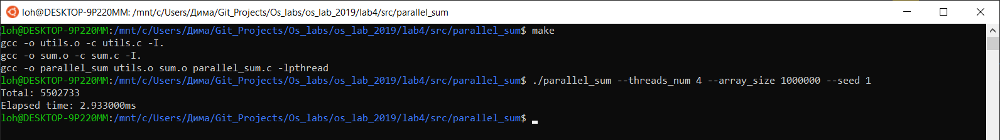 loh@DESKTOP-9P220MM: /mnt/c/Users/Дима/Git_Projects/Os_labs/os_lab_2019/lab4/src/parallel_sum
loh@DESKTOP-9P220MM:/mnt/c/Users/Дима/Git_Projects/Os_labs/os_lab_2019/lab4/src/parallel_sum$ make
gcc -o utils.o -c utils.c -I.
gcc -o sum.o -c sum.c -I.
gcc -o parallel_sum utils.o sum.o parallel_sum.c -lpthread
loh@DESKTOP-9P220MM:/mnt/c/Users/Дима/Git_Projects/Os_labs/os_lab_2019/lab4/src/parallel_sum$ ./parallel_sum --threads_num 4 --array_size 1000000 --seed 1
Total: 5502733
Elapsed time: 2.933000ms
loh@DESKTOP-9P220MM:/mnt/c/Users/Дима/Git_Projects/Os_labs/os_lab_2019/lab4/src/parallel_sum$